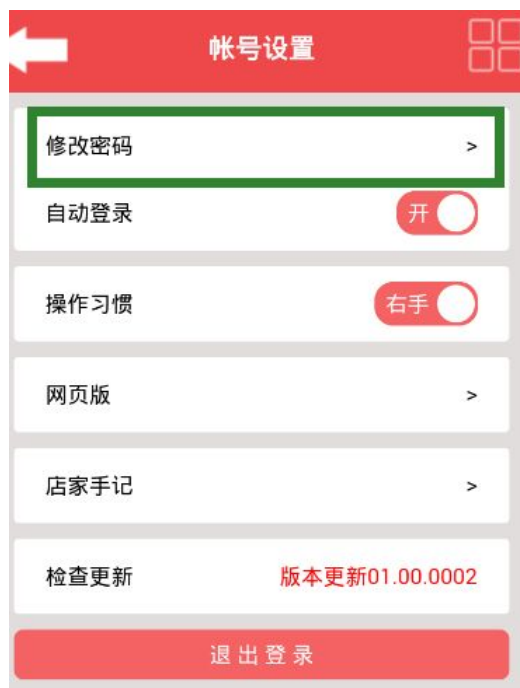 帐号设置
修改密码 >
自动登录 开
操作习惯 右手
网页版 >
店家手记 >
检查更新 版本更新01.00.0002
退出登录